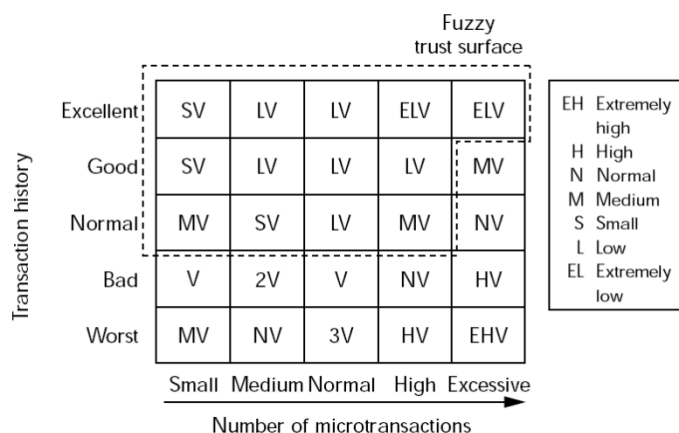 Fuzzy
trust surface
Transaction history
Excellent SV LV LV ELV ELV
Good SV LV LV LV MV
Normal MV SV LV MV NV
Bad V 2V V NV HV
Worst MV NV 3V HV EHV
Small Medium Normal High Excessive
Number of microtransactions
EH Extremely
high
H High
N Normal
M Medium
S Small
L Low
EL Extremely
low